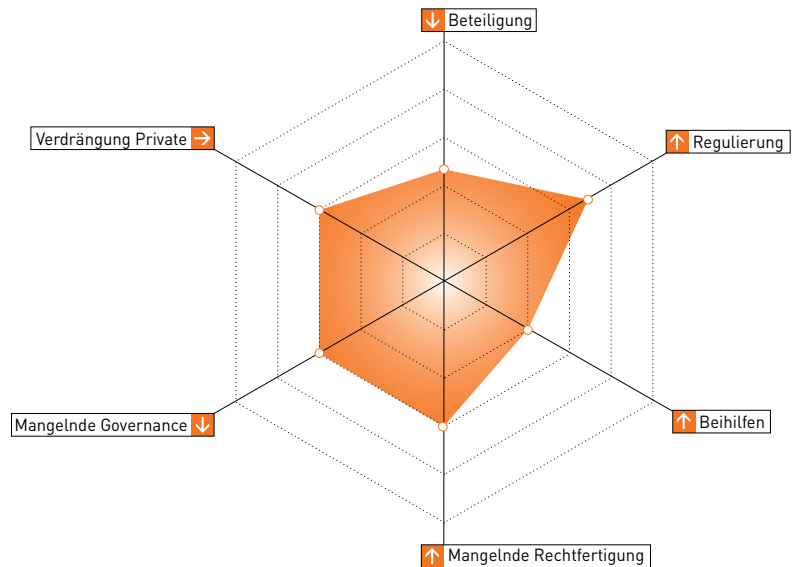 ↓ Beteiligung
Verdrängung Private →
↑ Regulierung
Mangelnde Governance ↓
↑ Beihilfen
↑ Mangelnde Rechtfertigung